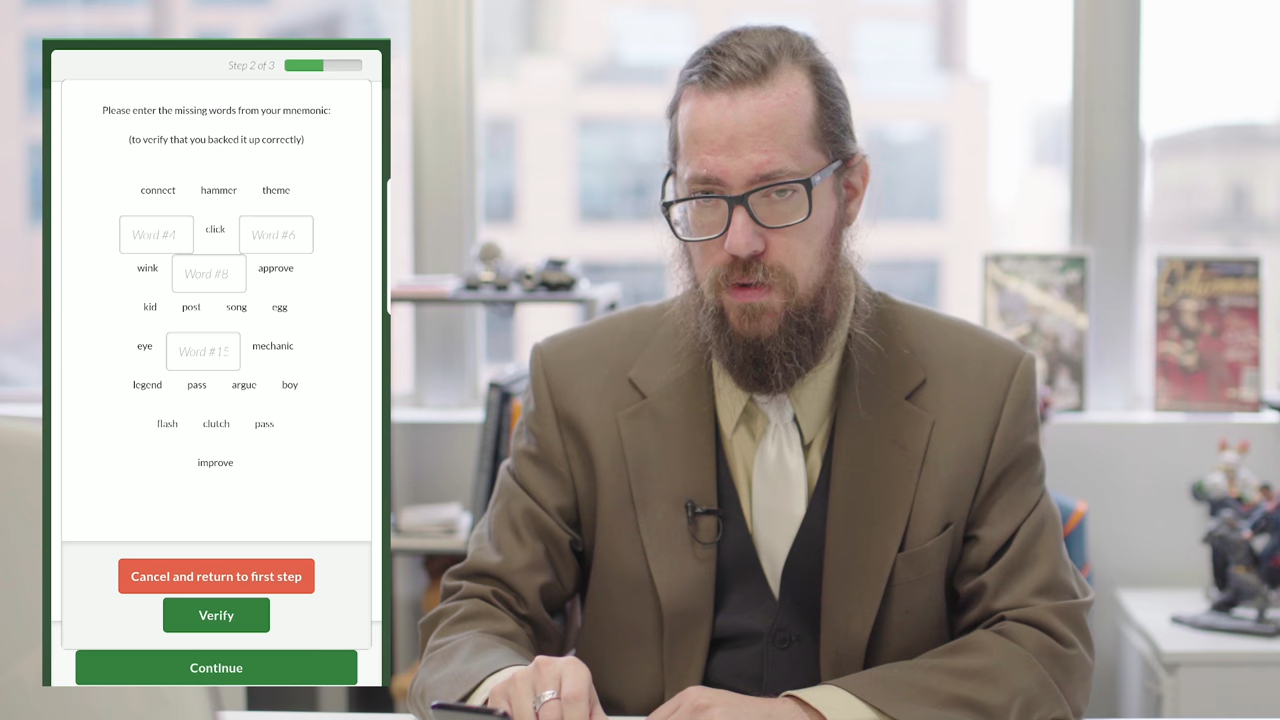 Step 2 of 3
Please enter the missing words from your mnemonic:
(to verify that you backed it up correctly)
connect hammer theme
Word #4 click Word #6
wink Word #8 approve
kid post song egg
eye Word #15 mechanic
legend pass argue boy
flash clutch pass
improve
Cancel and return to first step
Verify
Continue